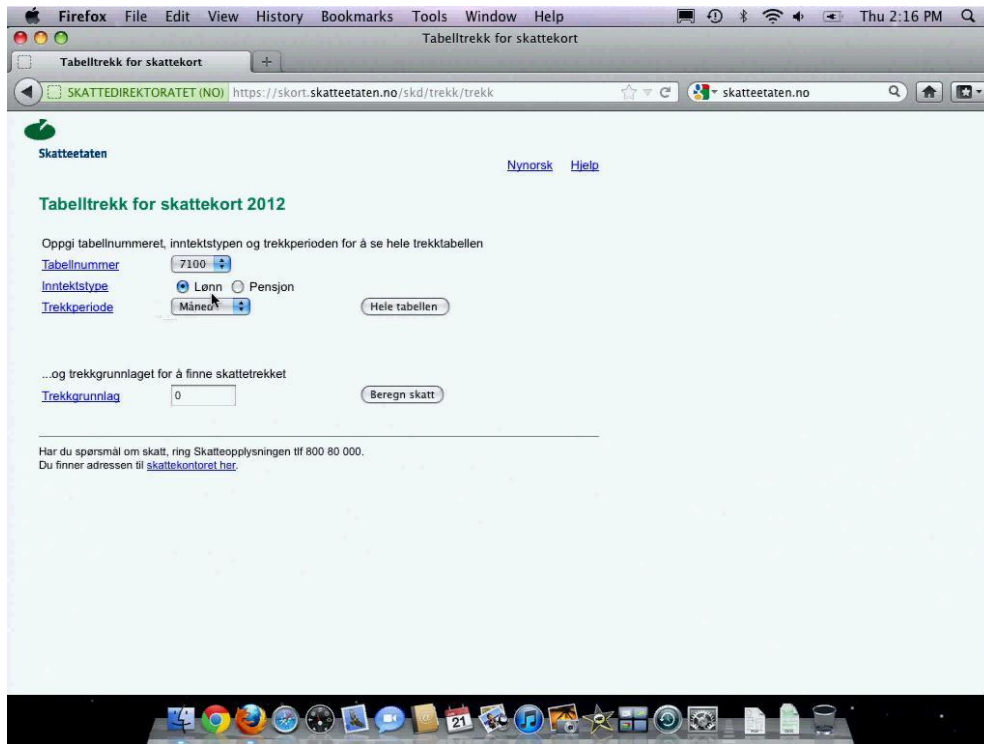 Firefox File Edit View History Bookmarks Tools Window Help Thu 2:16 PM
Tabelltrekk for skattekort
Tabelltrekk for skattekort
SKATTEDIREKTORATET (NO) https://skort.skatteetaten.no/skd/trekk/trekk skatteetaten.no
Skatteetaten
Nynorsk Hjelp
Tabelltrekk for skattekort 2012
Oppgi tabellnummeret, inntektstypen og trekkperioden for å se hele trekktabellen
Tabellnummer 7100
Inntektstype Lønn Pensjon
Trekkperiode Måned Hele tabellen
...og trekkgrunnlaget for å finne skattetrekket
Trekkgrunnlag 0 Beregn skatt
Har du spørsmål om skatt, ring Skatteopplysningen tlf 800 80 000.
Du finner adressen til skattekontoret her.
21